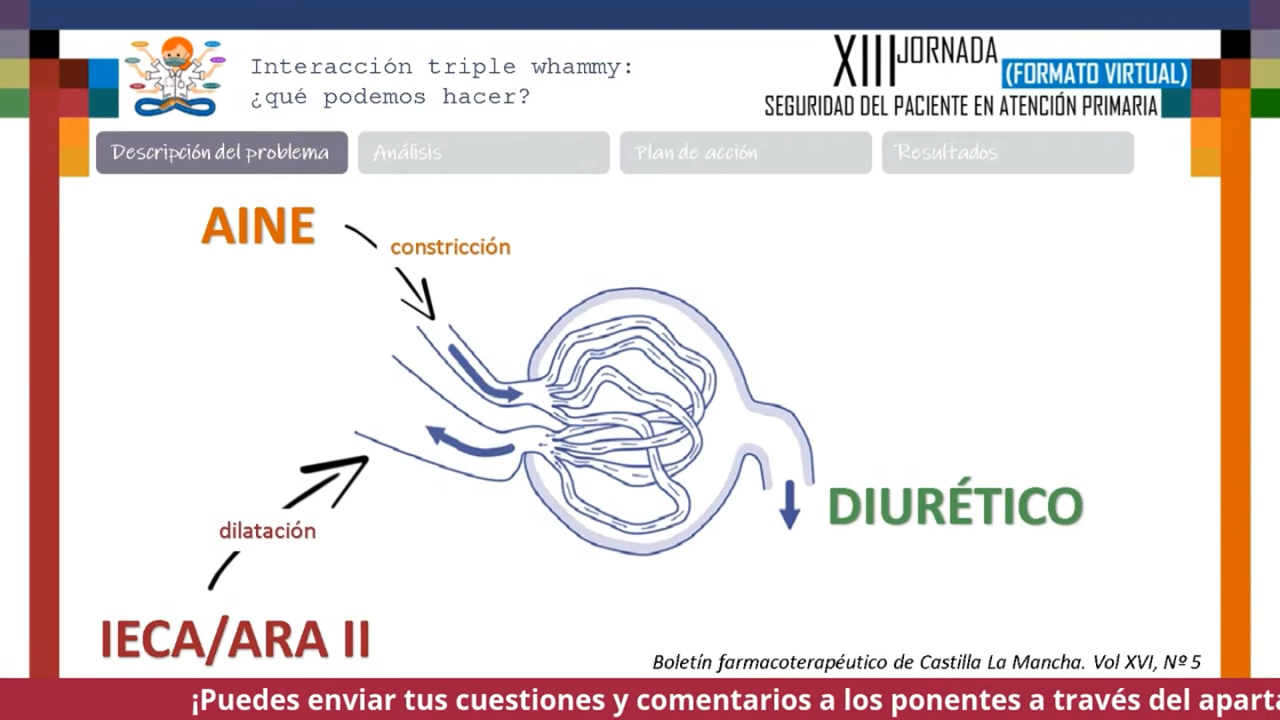 Interacción triple whammy:
¿qué podemos hacer?
XIII JORNADA
(FORMATO VIRTUAL)
SEGURIDAD DEL PACIENTE EN ATENCIÓN PRIMARIA
Descripción del problema
Análisis
Plan de acción
Resultados
AINE
constricción
DIURÉTICO
dilatación
IECA/ARA II
Boletín farmacoterapéutico de Castilla La Mancha. Vol XVI, Nº 5
¡Puedes enviar tus cuestiones y comentarios a los ponentes a través del aparta